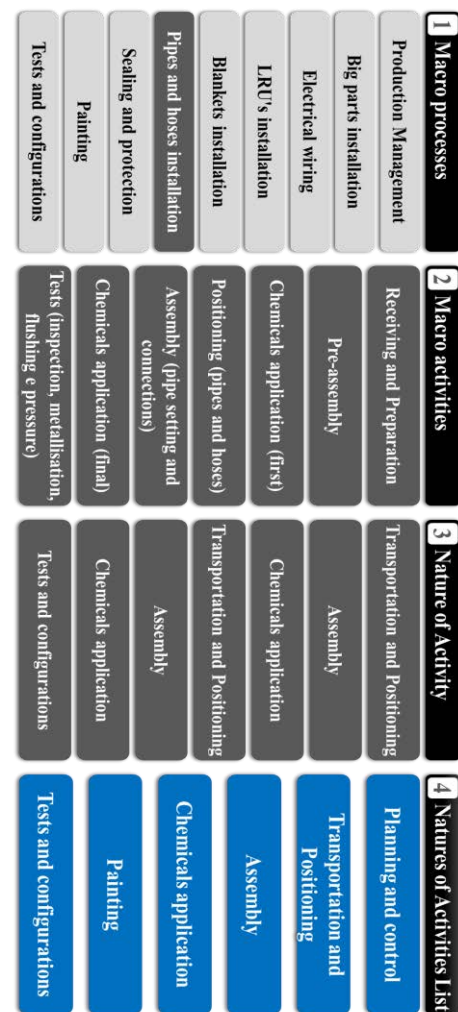 1 Macro processes
Production Management
Big parts installation
Electrical wiring
LRU's installation
Blankets installation
Pipes and hoses installation
Sealing and protection
Painting
Tests and configurations
2 Macro activities
Receiving and Preparation
Pre-assembly
Chemicals application (first)
Positioning (pipes and hoses)
Assembly (pipe setting and
connections)
Chemicals application (final)
Tests (inspection, metallisation,
flushing e pressure)
3 Nature of Activity
Transportation and Positioning
Assembly
Chemicals application
Transportation and Positioning
Assembly
Chemicals application
Tests and configurations
4 Natures of Activities List
Planning and control
Transportation and
Positioning
Assembly
Chemicals application
Painting
Tests and configurations